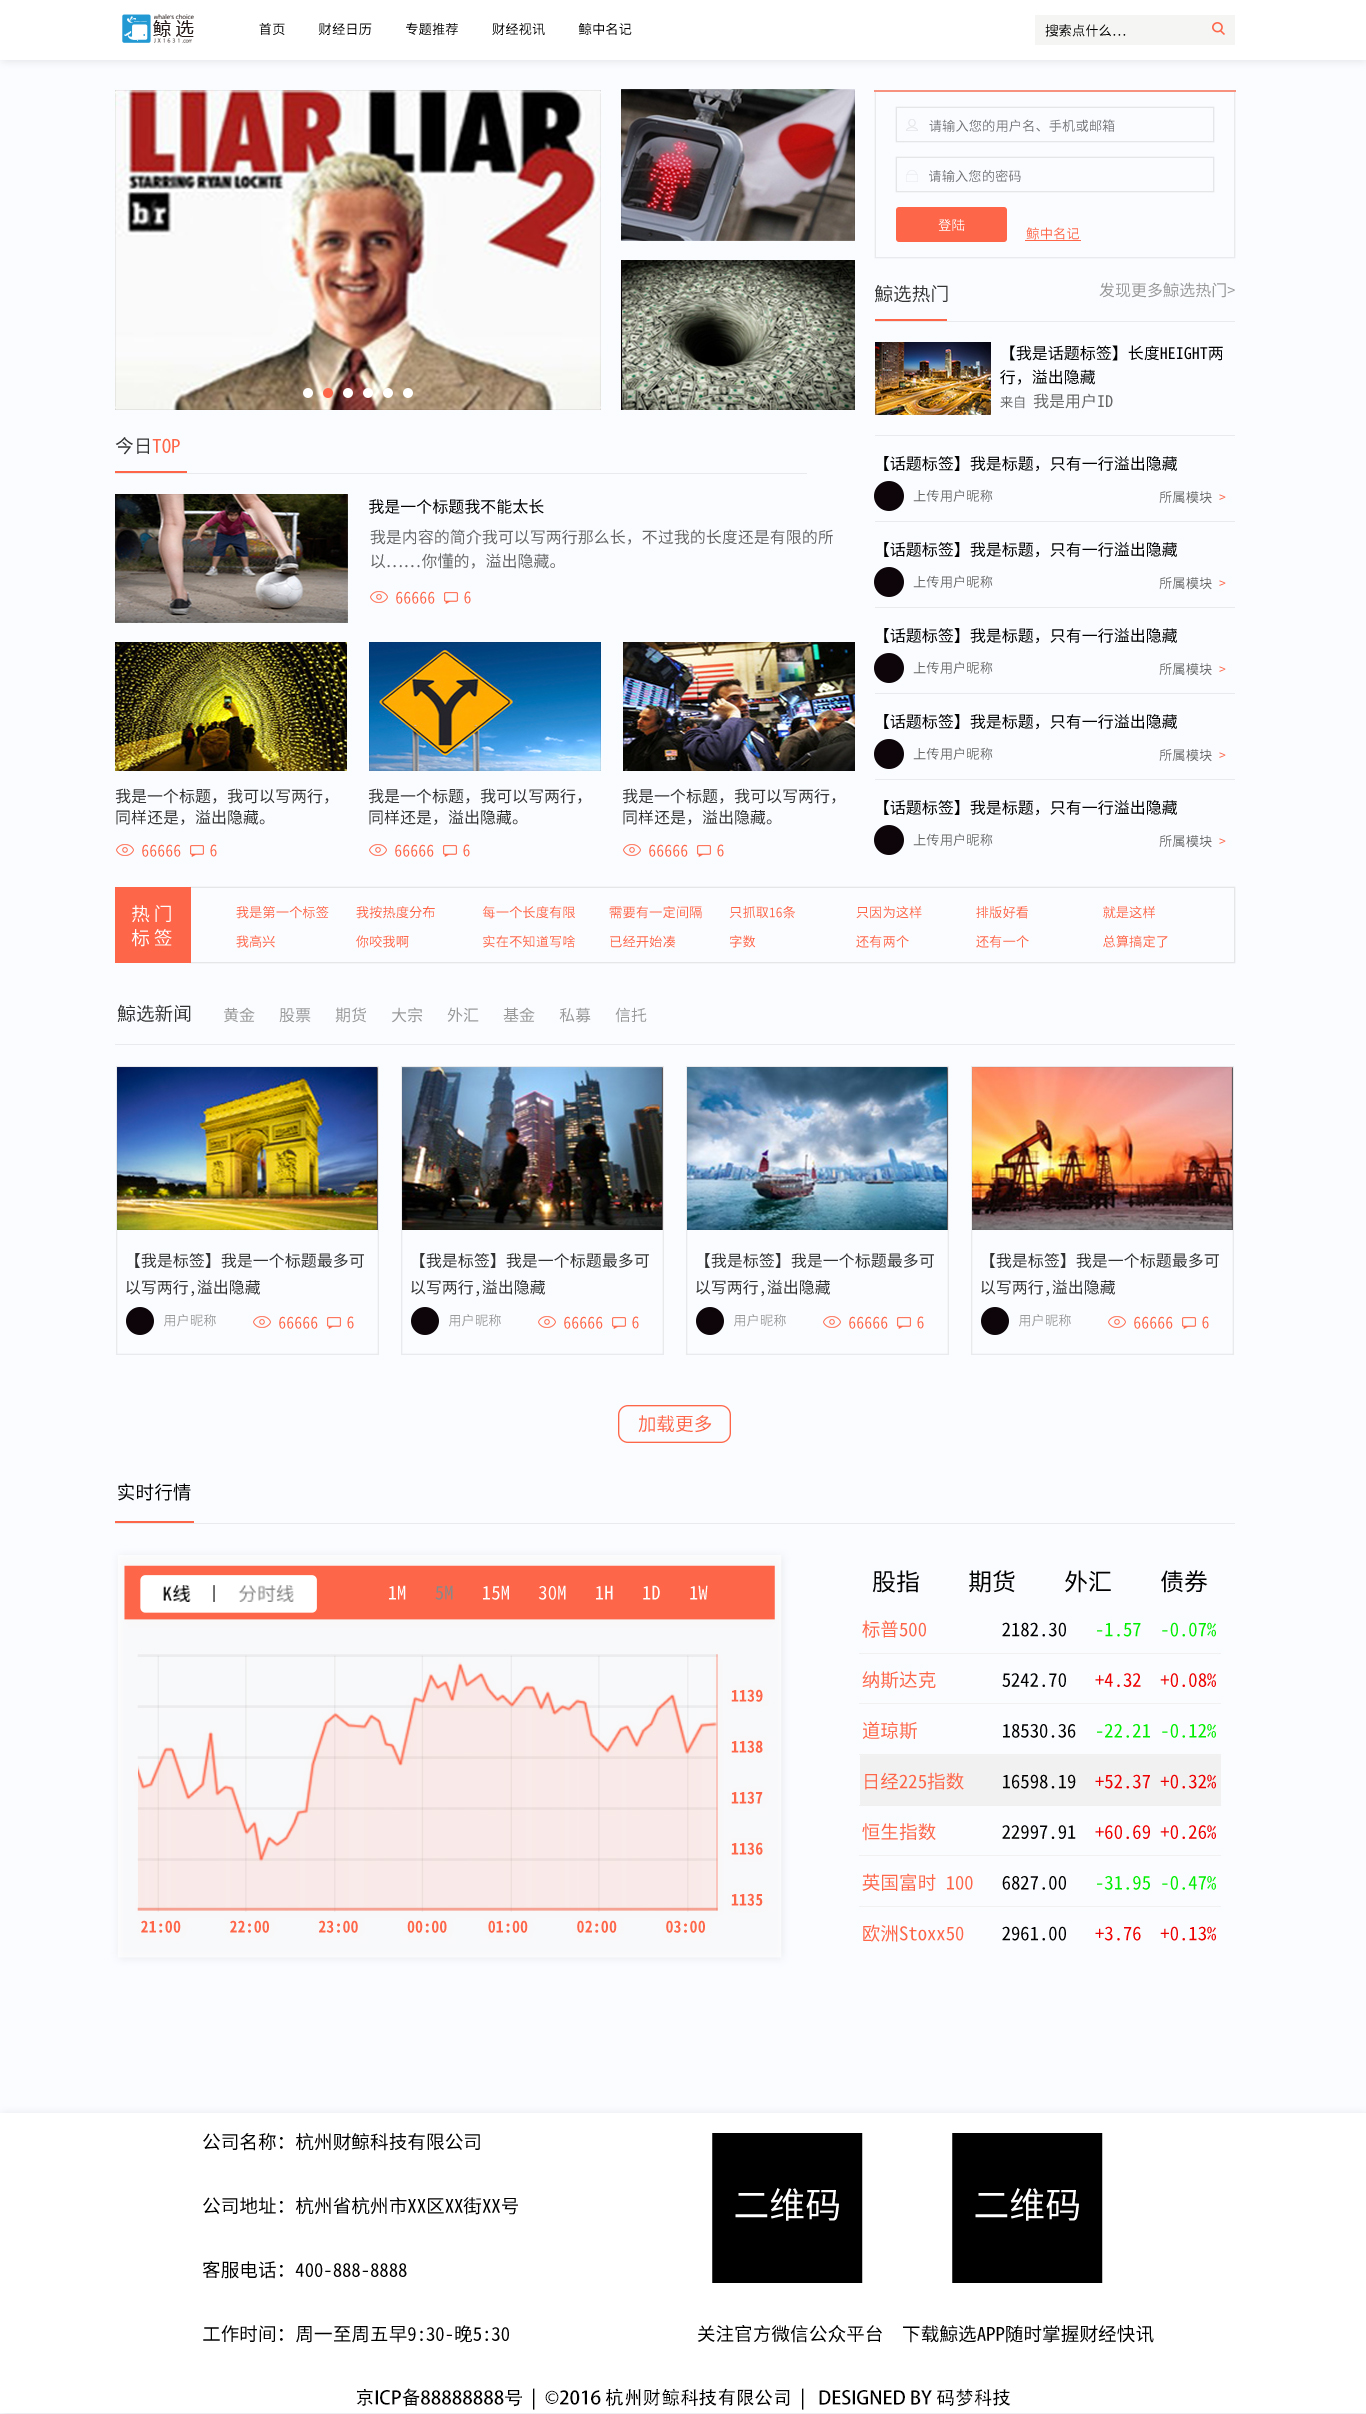 whale's choice
鲸选
JX1631.com
首页 财经日历 专题推荐 财经视讯 鲸中名记
搜索点什么...
LIAR LIAR
2
STARRING RYAN LOCHTE
br
请输入您的用户名、手机或邮箱
请输入您的密码
登陆 鲸中名记
鲸选热门 发现更多鲸选热门>
【我是话题标签】长度HEIGHT两
行，溢出隐藏
来自 我是用户ID
【话题标签】我是标题，只有一行溢出隐藏
上传用户昵称 所属模块 >
【话题标签】我是标题，只有一行溢出隐藏
上传用户昵称 所属模块 >
【话题标签】我是标题，只有一行溢出隐藏
上传用户昵称 所属模块 >
【话题标签】我是标题，只有一行溢出隐藏
上传用户昵称 所属模块 >
【话题标签】我是标题，只有一行溢出隐藏
上传用户昵称 所属模块 >
今日TOP
我是一个标题我不能太长
我是内容的简介我可以写两行那么长，不过我的长度还是有限的所
以......你懂的，溢出隐藏。
66666 6
我是一个标题，我可以写两行，
同样还是，溢出隐藏。
66666 6
我是一个标题，我可以写两行，
同样还是，溢出隐藏。
66666 6
我是一个标题，我可以写两行，
同样还是，溢出隐藏。
66666 6
热门
标签
我是第一个标签 我按热度分布 每一个长度有限 需要有一定间隔 只抓取16条 只因为这样 排版好看 就是这样
我高兴 你咬我啊 实在不知道写啥 已经开始凑 字数 还有两个 还有一个 总算搞定了
鲸选新闻 黄金 股票 期货 大宗 外汇 基金 私募 信托
【我是标签】我是一个标题最多可
以写两行,溢出隐藏
用户昵称 66666 6
【我是标签】我是一个标题最多可
以写两行,溢出隐藏
用户昵称 66666 6
【我是标签】我是一个标题最多可
以写两行,溢出隐藏
用户昵称 66666 6
【我是标签】我是一个标题最多可
以写两行,溢出隐藏
用户昵称 66666 6
加载更多
实时行情
K线 | 分时线 1M 5M 15M 30M 1H 1D 1W
1139
1138
1137
1136
1135
21:00 22:00 23:00 00:00 01:00 02:00 03:00
股指 期货 外汇 债券
标普500 2182.30 -1.57 -0.07%
纳斯达克 5242.70 +4.32 +0.08%
道琼斯 18530.36 -22.21 -0.12%
日经225指数 16598.19 +52.37 +0.32%
恒生指数 22997.91 +60.69 +0.26%
英国富时 100 6827.00 -31.95 -0.47%
欧洲Stoxx50 2961.00 +3.76 +0.13%
公司名称：杭州财鲸科技有限公司
公司地址：杭州省杭州市XX区XX街XX号
客服电话：400-888-8888
工作时间：周一至周五早9:30-晚5:30
二维码
关注官方微信公众平台
二维码
下载鲸选APP随时掌握财经快讯
京ICP备88888888号 | ©2016 杭州财鲸科技有限公司 | DESIGNED BY 码梦科技